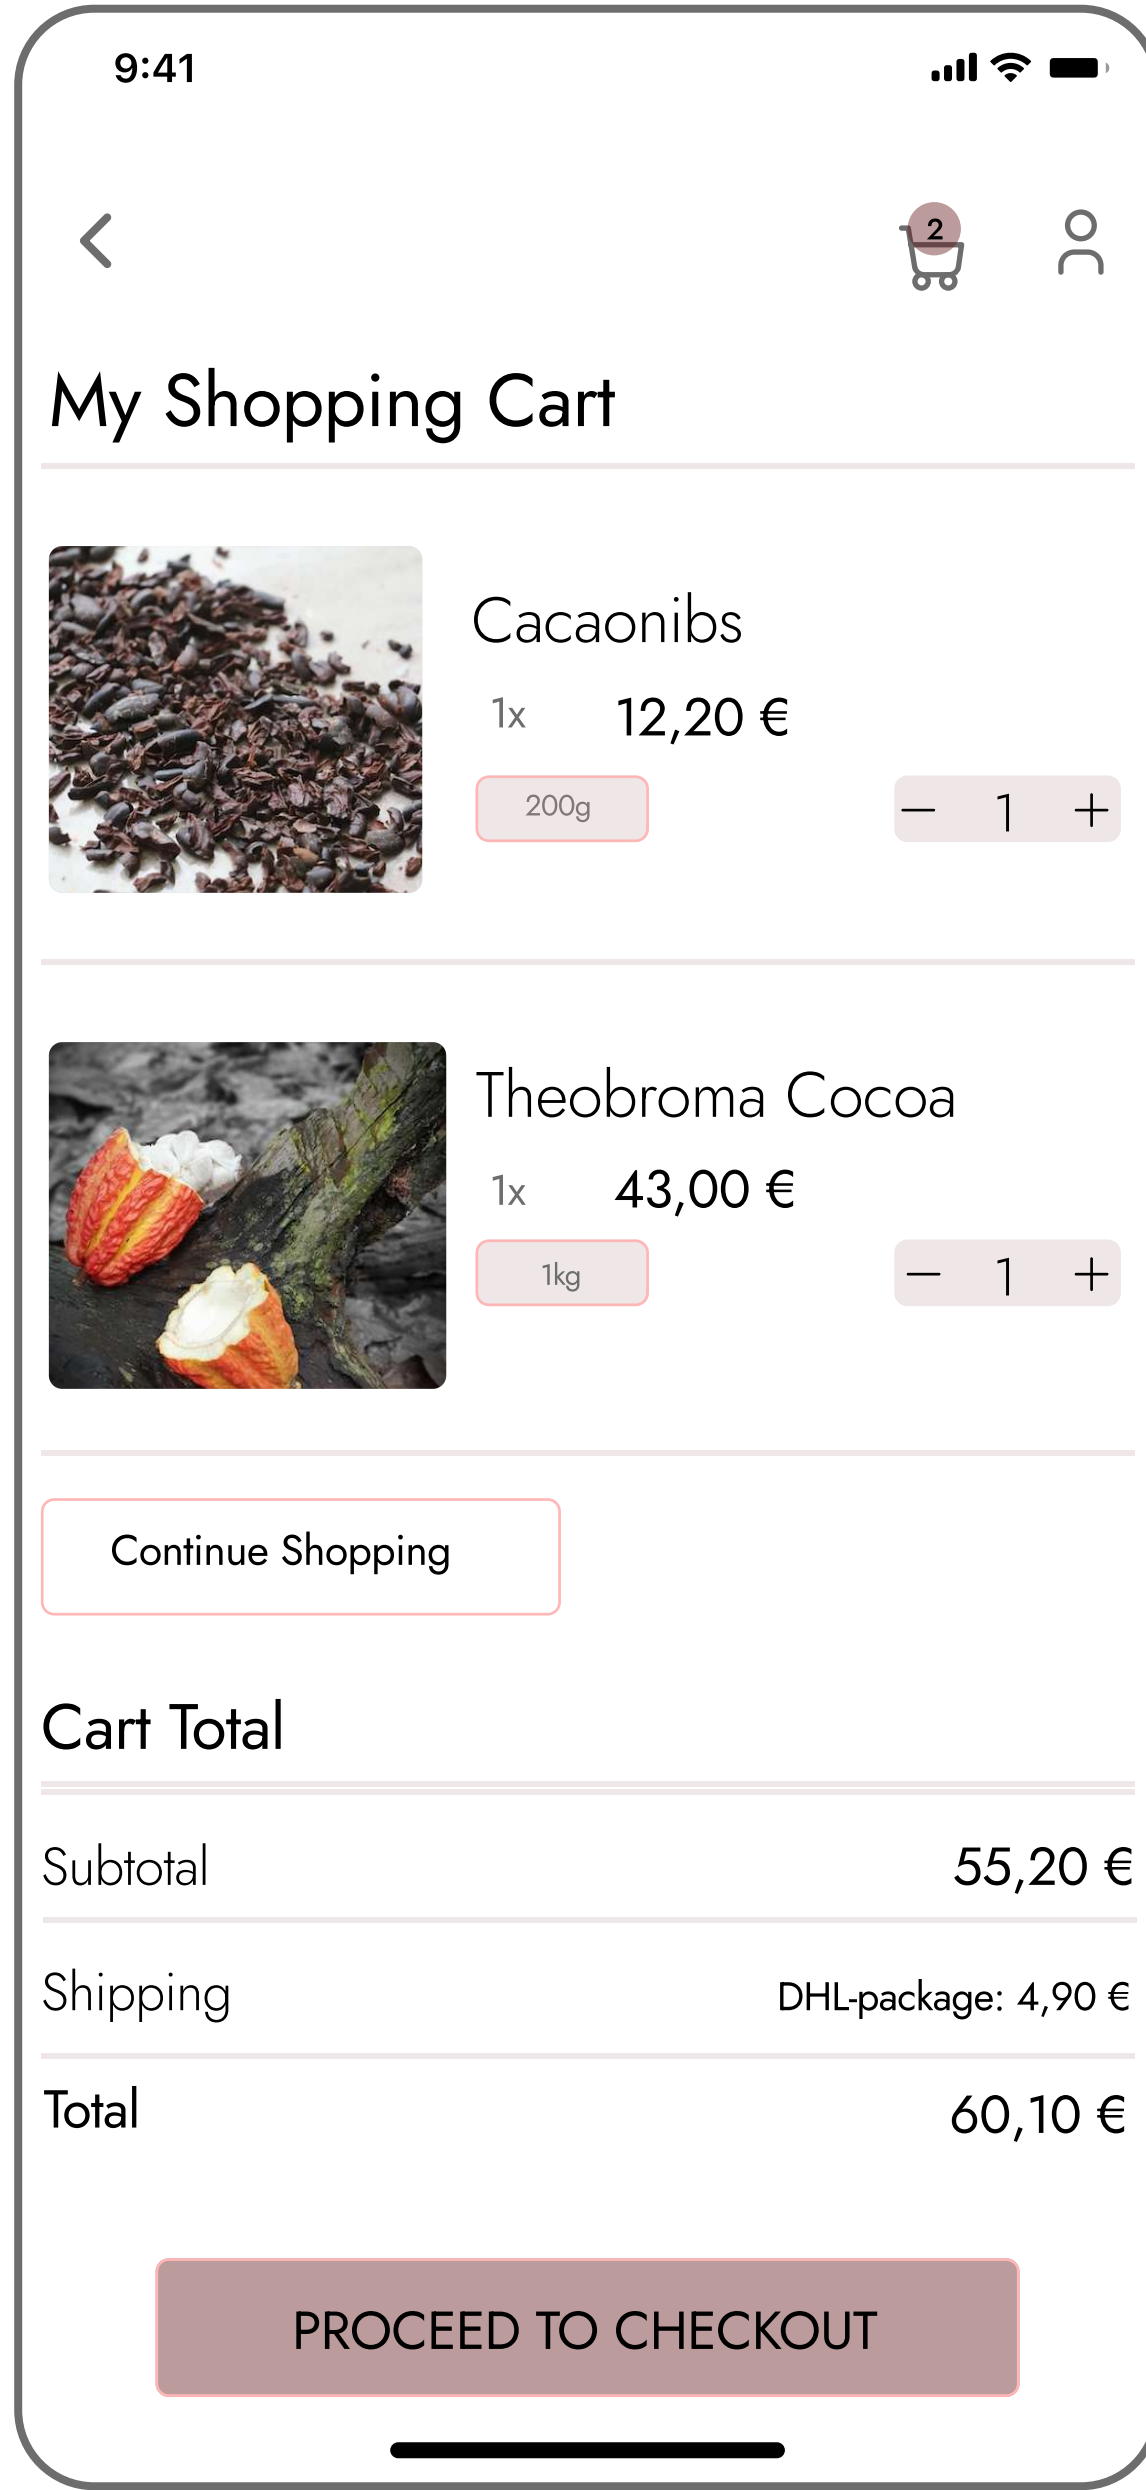 9:41
2
My Shopping Cart
Cacaonibs
1x 12,20 €
200g 1
Theobroma Cocoa
1x 43,00 €
1kg 1
Continue Shopping
Cart Total
Subtotal 55,20 €
Shipping DHL-package: 4,90 €
Total 60,10 €
PROCEED TO CHECKOUT